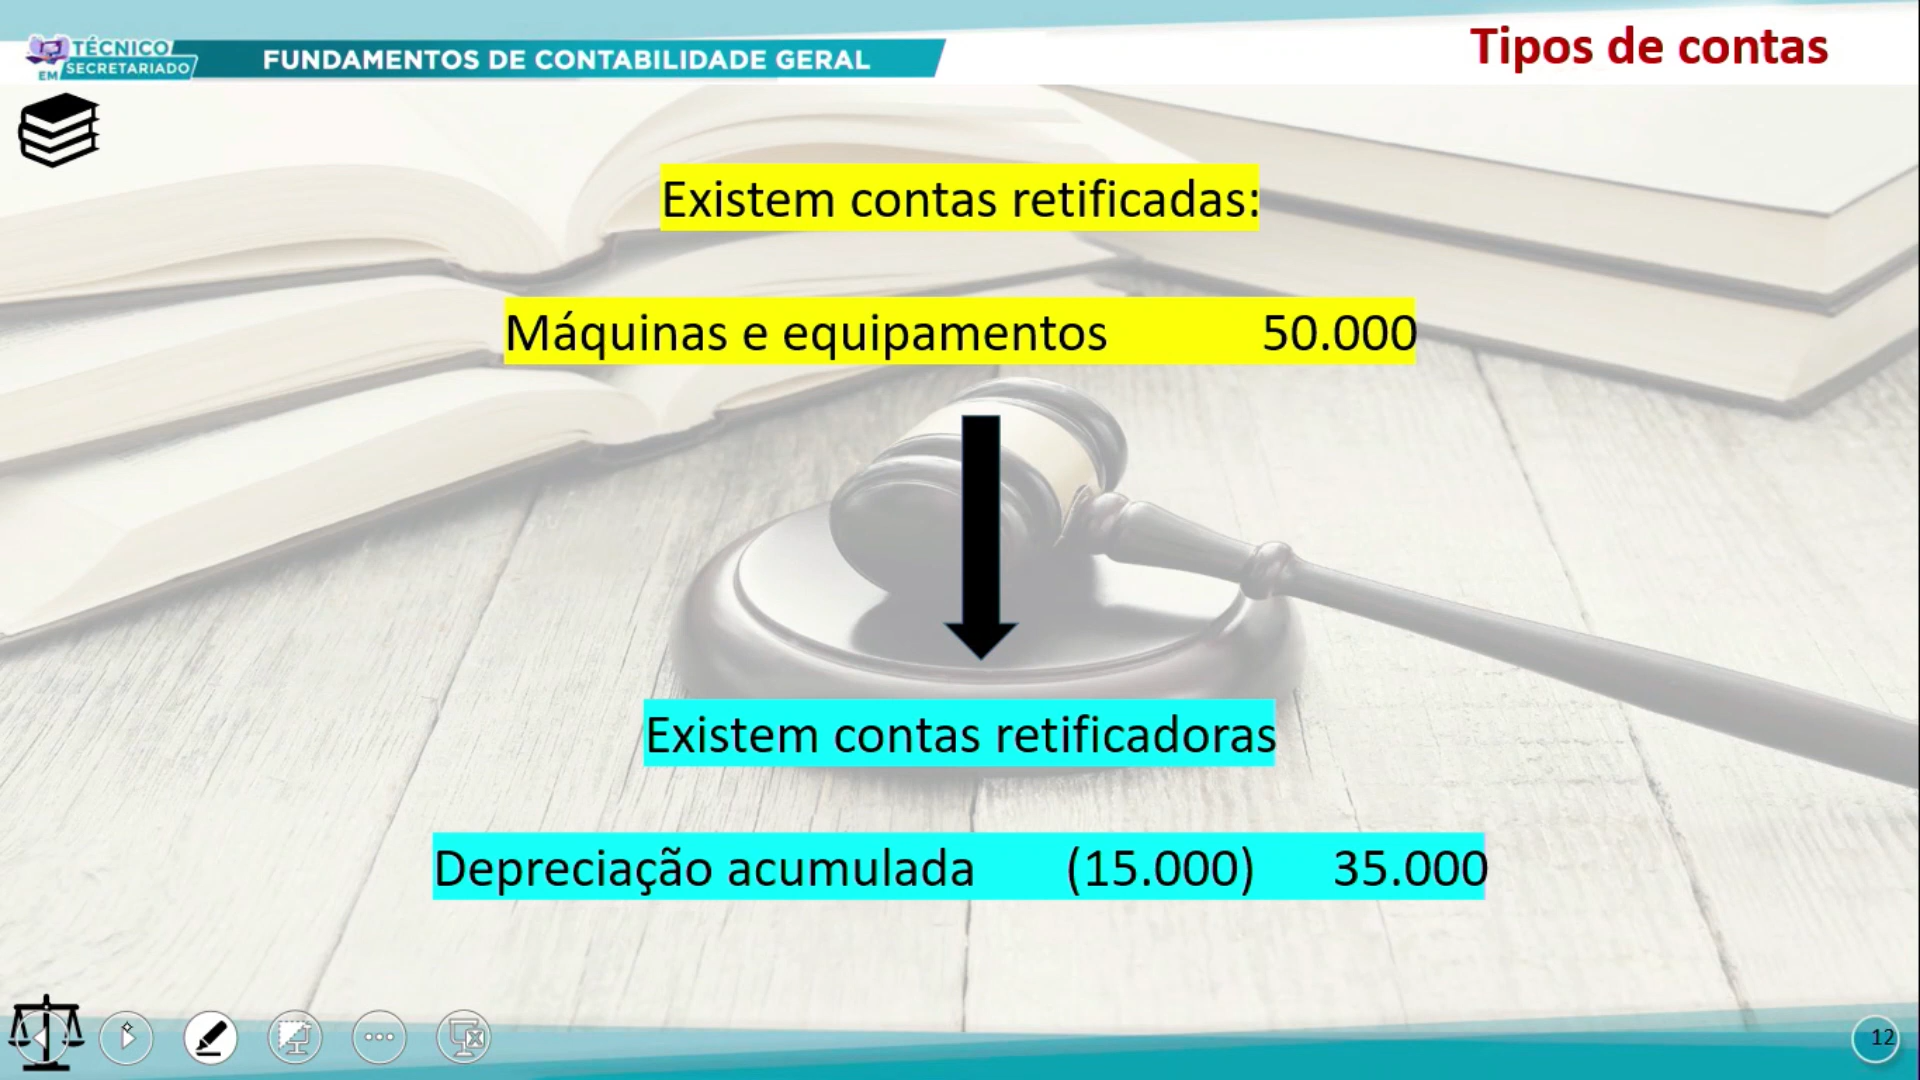 TÉCNICO
EM SECRETARIADO
FUNDAMENTOS DE CONTABILIDADE GERAL
Tipos de contas
Existem contas retificadas:
Máquinas e equipamentos 50.000
Existem contas retificadoras
Depreciação acumulada (15.000) 35.000
12